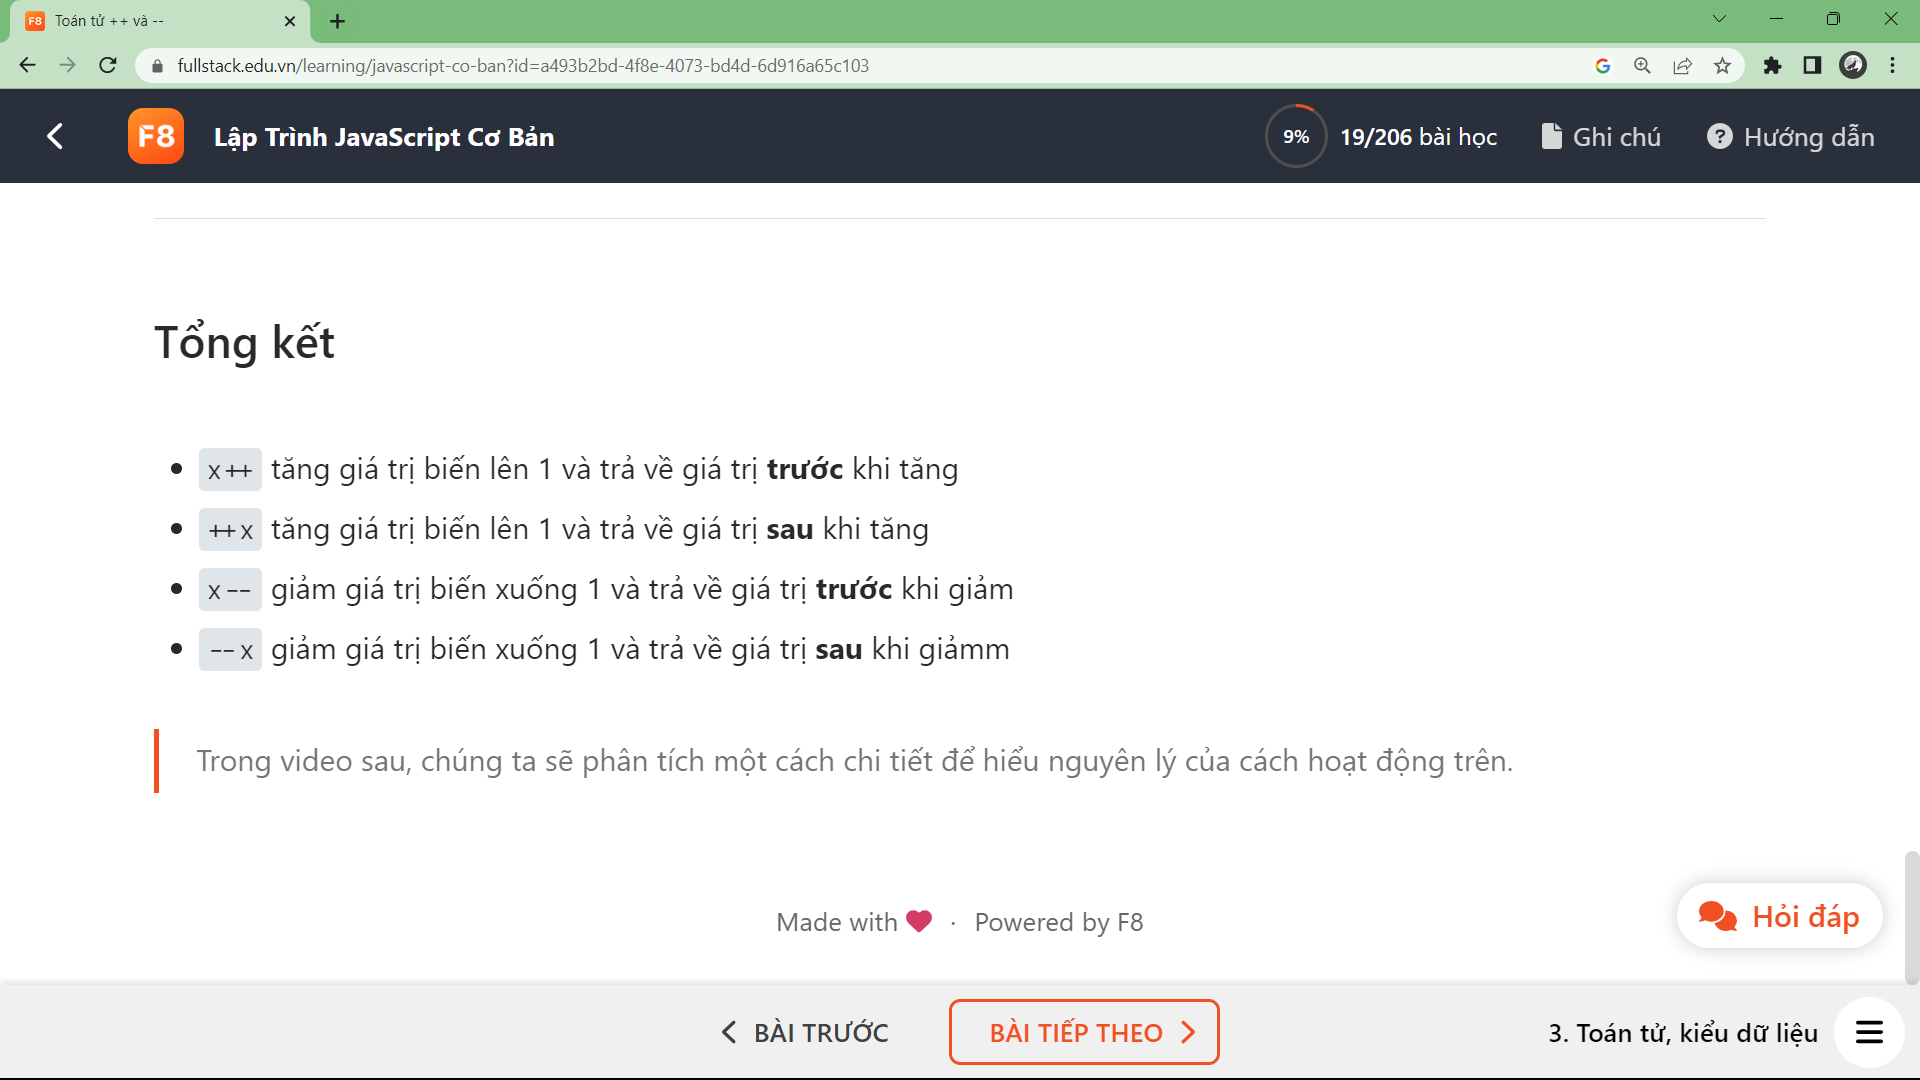 F8 Toán tử ++ và --
fullstack.edu.vn/learning/javascript-co-ban?id=a493b2bd-4f8e-4073-bd4d-6d916a65c103
F8 Lập Trình JavaScript Cơ Bản 9% 19/206 bài học Ghi chú ? Hướng dẫn
Tổng kết
x++ tăng giá trị biến lên 1 và trả về giá trị trước khi tăng
++x tăng giá trị biến lên 1 và trả về giá trị sau khi tăng
x-- giảm giá trị biến xuống 1 và trả về giá trị trước khi giảm
--x giảm giá trị biến xuống 1 và trả về giá trị sau khi giảmm
Trong video sau, chúng ta sẽ phân tích một cách chi tiết để hiểu nguyên lý của cách hoạt động trên.
Made with · Powered by F8
Hỏi đáp
BÀI TRƯỚC BÀI TIẾP THEO 3. Toán tử, kiểu dữ liệu